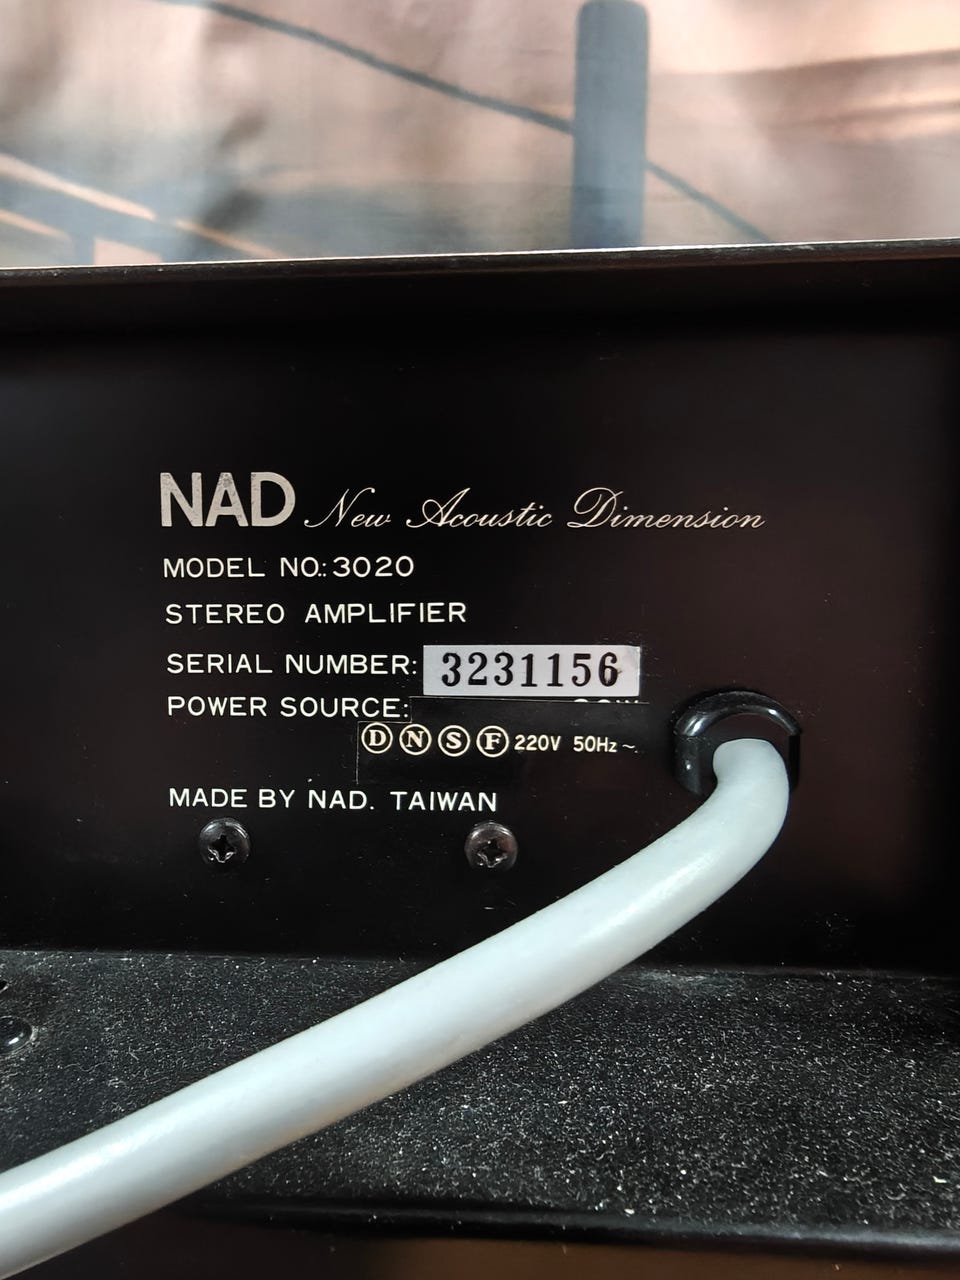 NAD New Acoustic Dimension
MODEL NO.: 3020
STEREO AMPLIFIER
SERIAL NUMBER: 3231156
POWER SOURCE:
D N S F 220V 50Hz ~
MADE BY NAD. TAIWAN